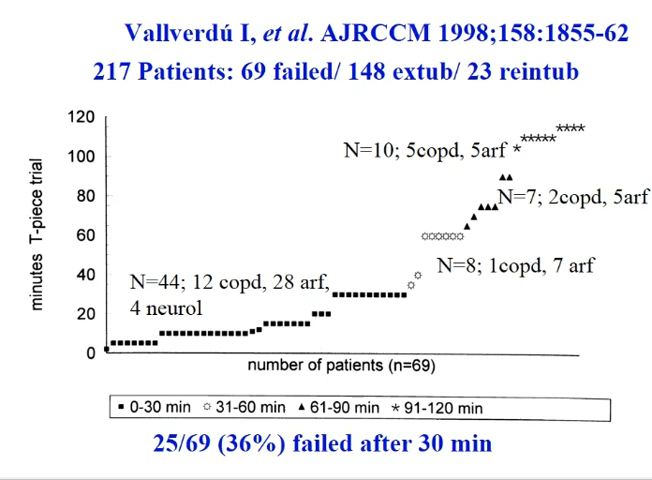 Vallverdú I, et al. AJRCCM 1998;158:1855-62
217 Patients: 69 failed/ 148 extub/ 23 reintub
minutes T-piece trial
120
100
80
60
40
20
0
N=10; 5copd, 5arf
N=7; 2copd, 5arf
N=8; 1copd, 7 arf
N=44; 12 copd, 28 arf,
4 neurol
number of patients (n=69)
0-30 min 31-60 min 61-90 min 91-120 min
25/69 (36%) failed after 30 min